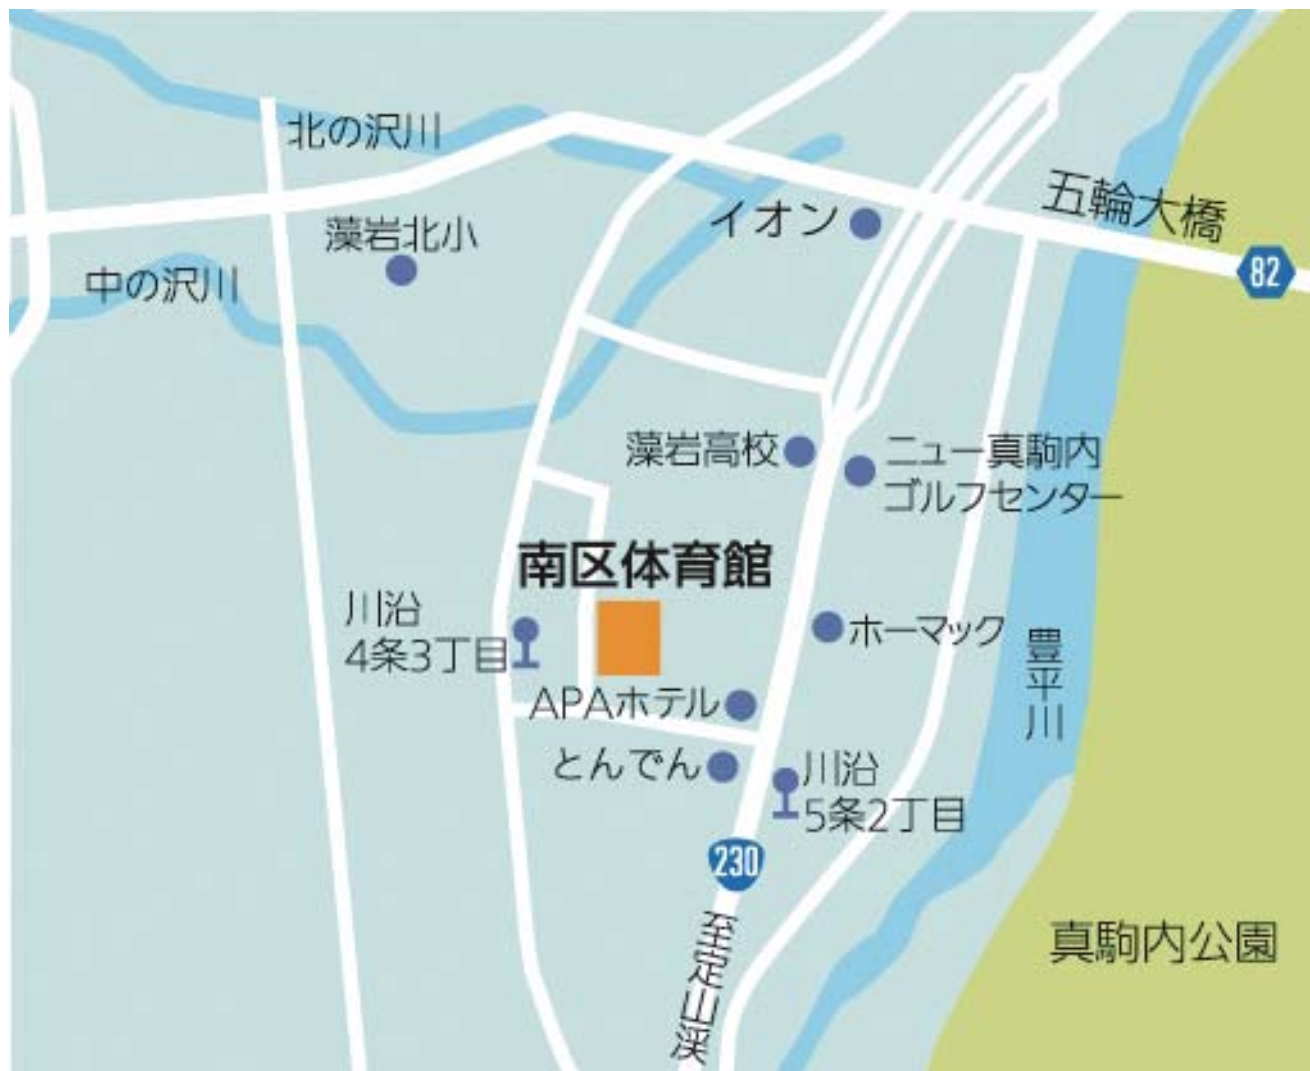 北の沢川
五輪大橋
イオン
藻岩北小
82
中の沢川
藻岩高校
ニュー真駒内
ゴルフセンター
南区体育館
川沿
4条3丁目
ホーマック
豊平川
APAホテル
とんでん
川沿
5条2丁目
230
至定山渓
真駒内公園